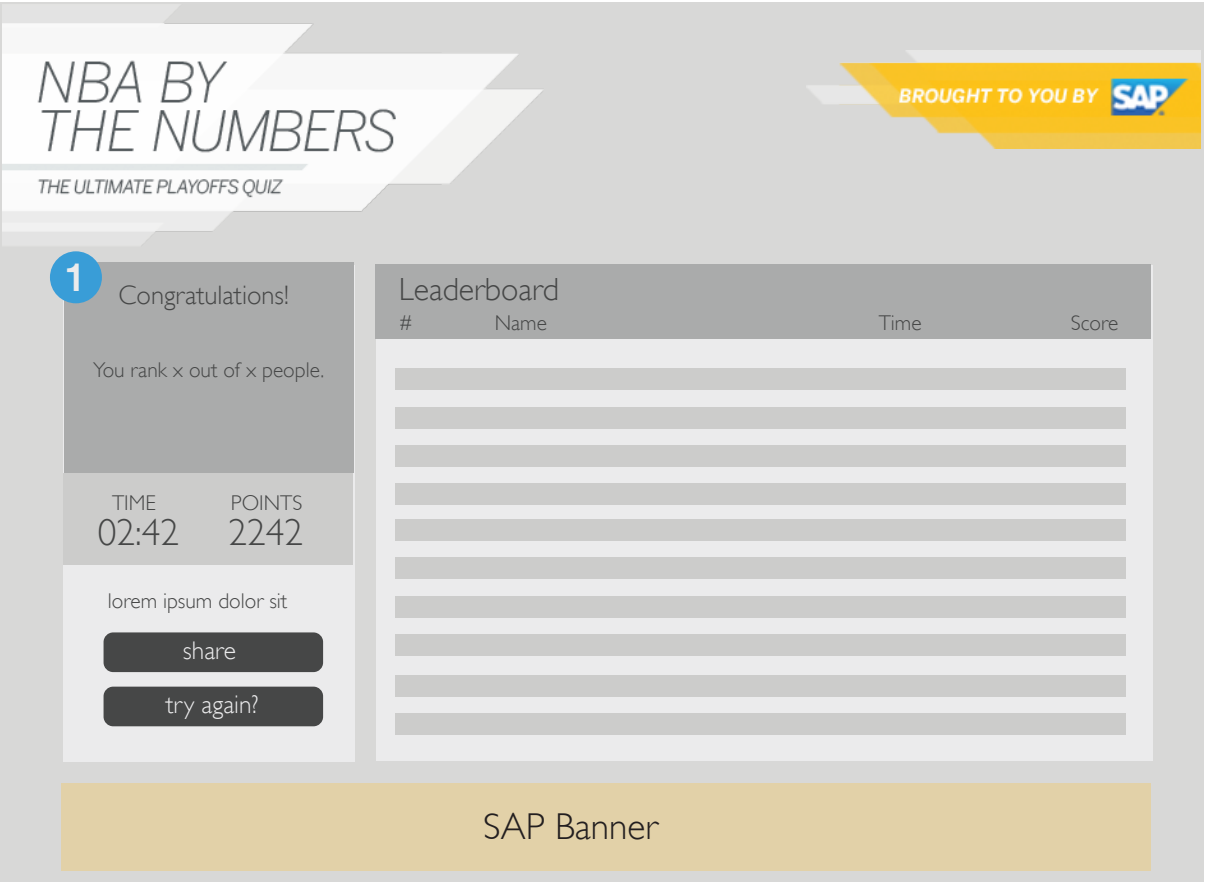 NBA BY
THE NUMBERS
THE ULTIMATE PLAYOFFS QUIZ
BROUGHT TO YOU BY SAP
1
Congratulations!
You rank x out of x people.
TIME POINTS
02:42 2242
lorem ipsum dolor sit
share
try again?
Leaderboard
# Name Time Score
SAP Banner